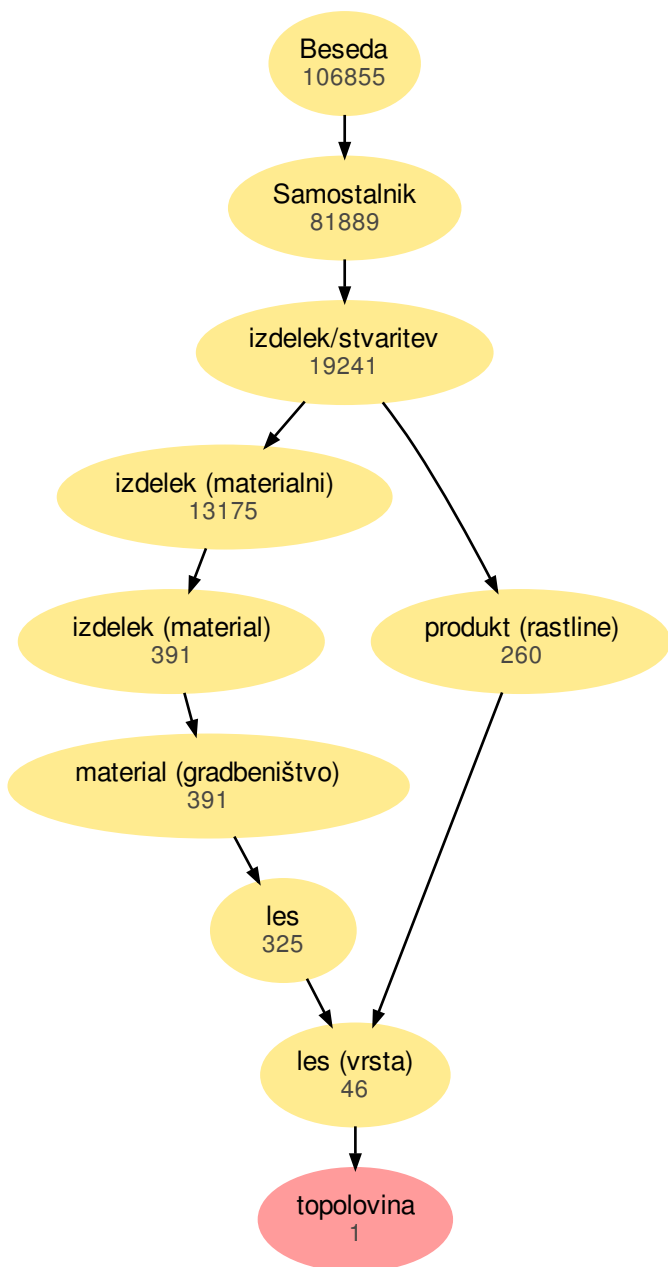 Beseda
106855
Samostalnik
81889
izdelek/stvaritev
19241
izdelek (materialni)
13175
izdelek (material)
391
produkt (rastline)
260
material (gradbeništvo)
391
les
325
les (vrsta)
46
topolovina
1